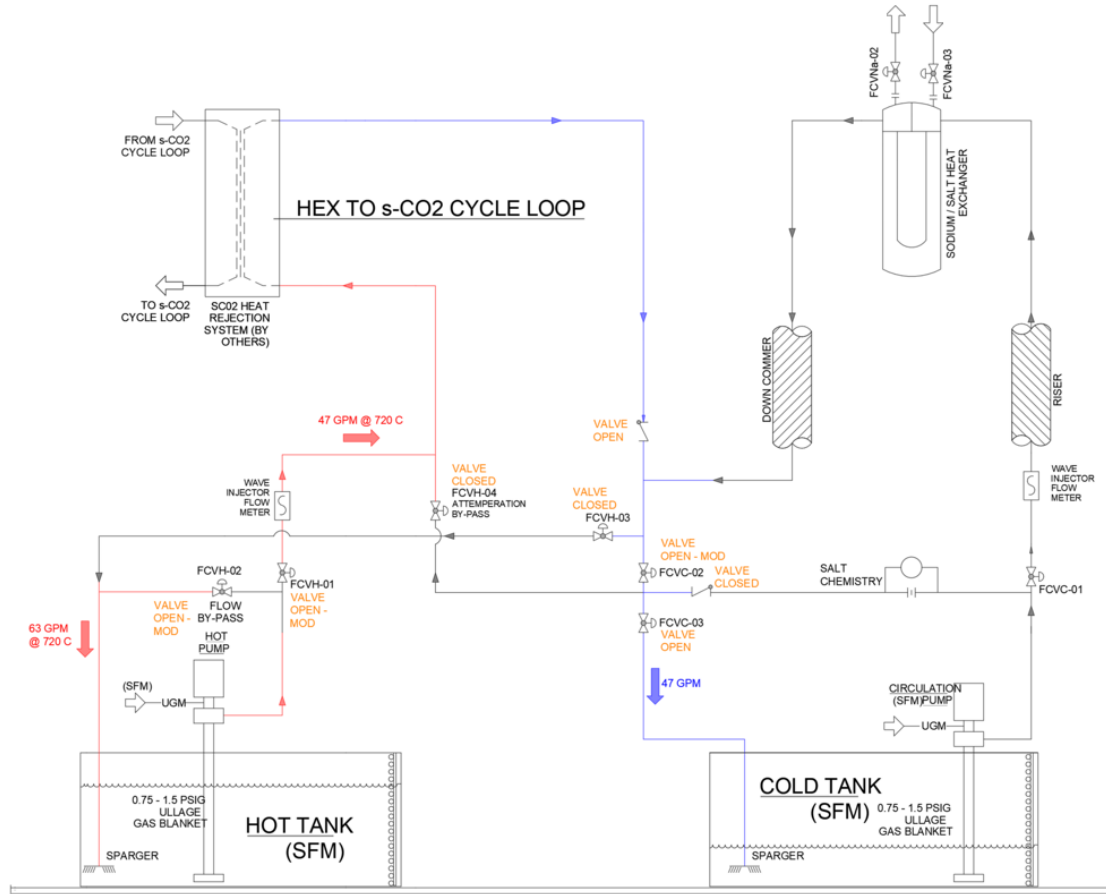 FCVNa-02
FCVNa-03
FROM s-CO2
CYCLE LOOP
HEX TO s-CO2 CYCLE LOOP
SODIUM / SALT HEAT
EXCHANGER
TO s-CO2
CYCLE LOOP
SC02 HEAT
REJECTION
SYSTEM (BY
OTHERS)
DOWN COMMER
RISER
47 GPM @ 720 C
VALVE
OPEN
WAVE
INJECTOR
FLOW
METER
VALVE
CLOSED
FCVH-04
ATTEMPERATION
BY-PASS
VALVE
CLOSED
FCVH-03
WAVE
INJECTOR
FLOW
METER
VALVE
OPEN - MOD
FCVC-02
VALVE
CLOSED
SALT
CHEMISTRY
FCVC-01
FCVH-02
FCVH-01
VALVE
OPEN -
MOD
VALVE
OPEN -
MOD
FLOW
BY-PASS
FCVC-03
VALVE
OPEN
63 GPM
@ 720 C
HOT
PUMP
(SFM)
UGM
47 GPM
CIRCULATION
(SFM)PUMP
UGM
0.75 - 1.5 PSIG
ULLAGE
GAS BLANKET
HOT TANK
(SFM)
SPARGER
COLD TANK
(SFM)
0.75 - 1.5 PSIG
ULLAGE
GAS BLANKET
SPARGER